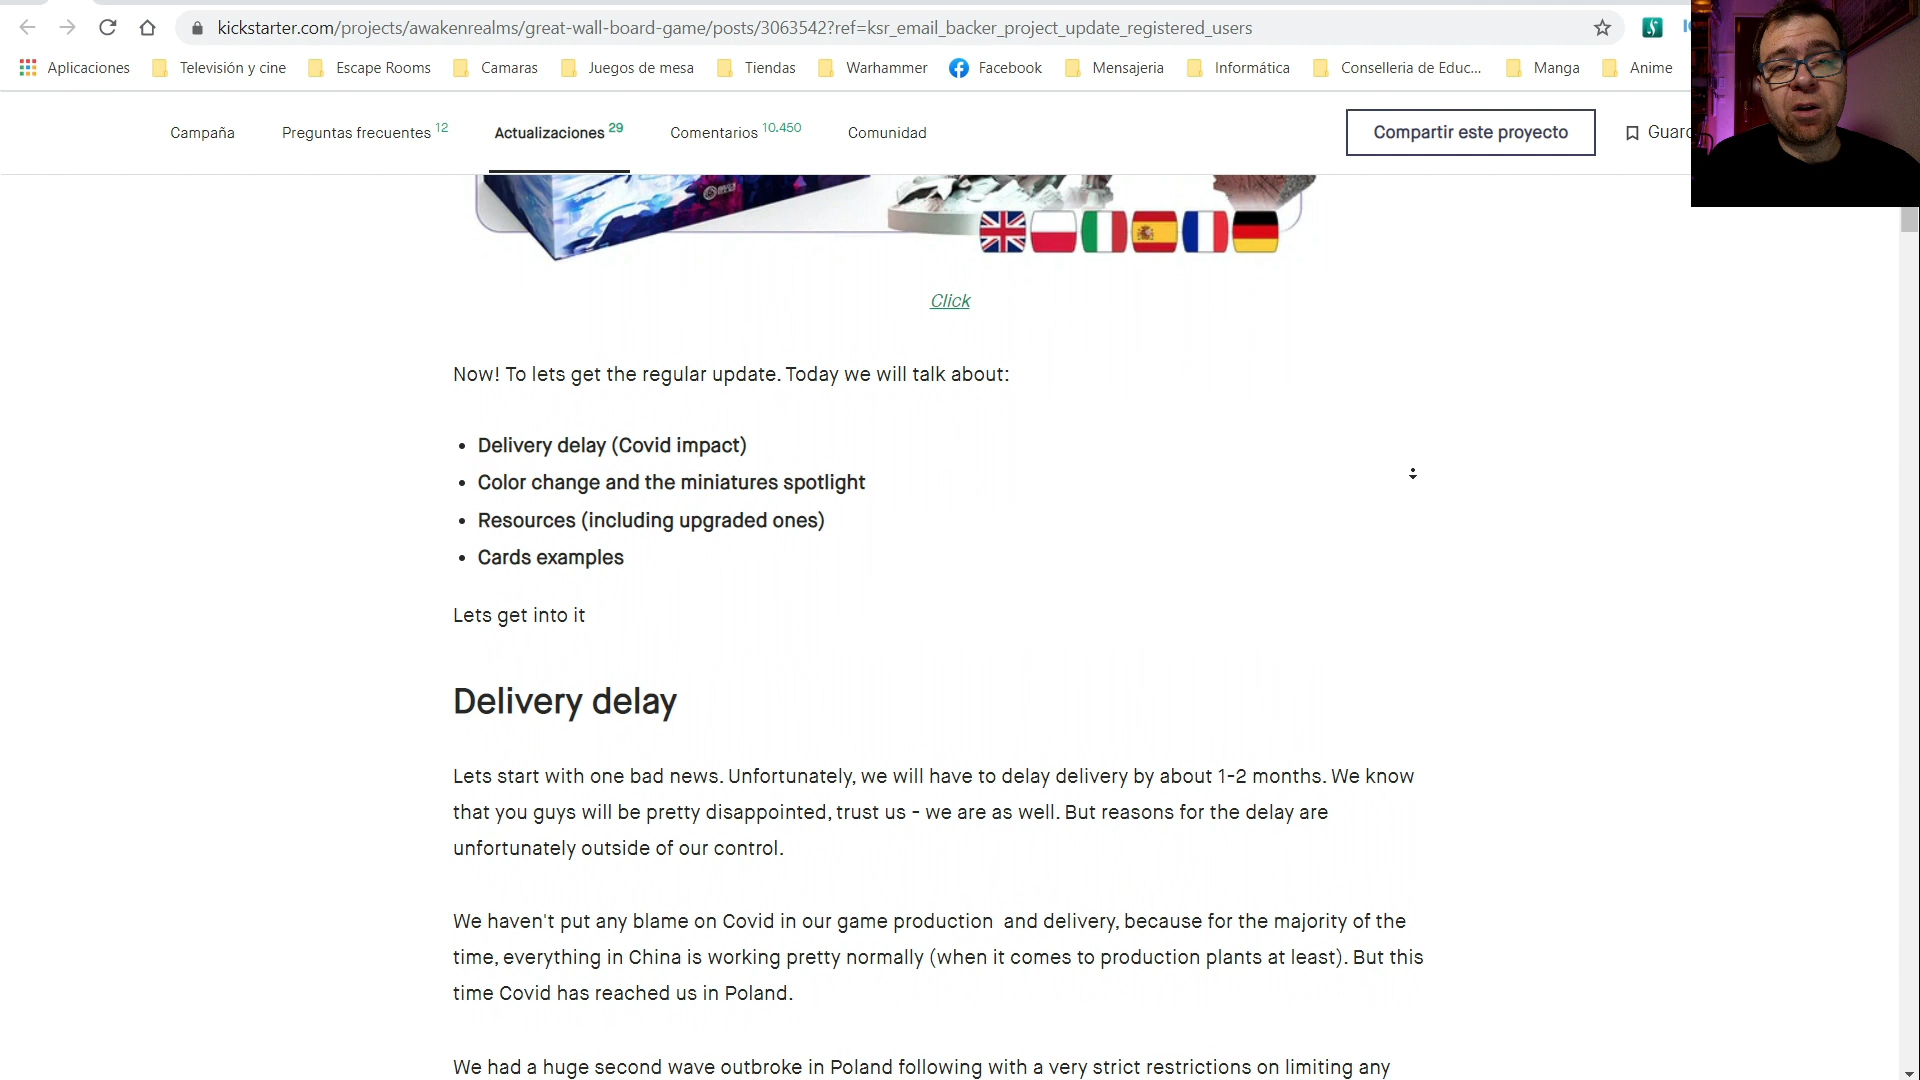 kickstarter.com/projects/awakenrealms/great-wall-board-game/posts/3063542?ref=ksr_email_backer_project_update_registered_users
Aplicaciones Televisión y cine Escape Rooms Camaras Juegos de mesa Tiendas Warhammer Facebook Mensajeria Informática Conselleria de Educ... Manga Anime
Campaña Preguntas frecuentes 12 Actualizaciones 29 Comentarios 10.450 Comunidad Compartir este proyecto Guard
Click
Now! To lets get the regular update. Today we will talk about:
• Delivery delay (Covid impact)
• Color change and the miniatures spotlight
• Resources (including upgraded ones)
• Cards examples
Lets get into it
Delivery delay
Lets start with one bad news. Unfortunately, we will have to delay delivery by about 1-2 months. We know
that you guys will be pretty disappointed, trust us - we are as well. But reasons for the delay are
unfortunately outside of our control.
We haven't put any blame on Covid in our game production and delivery, because for the majority of the
time, everything in China is working pretty normally (when it comes to production plants at least). But this
time Covid has reached us in Poland.
We had a huge second wave outbroke in Poland following with a very strict restrictions on limiting any